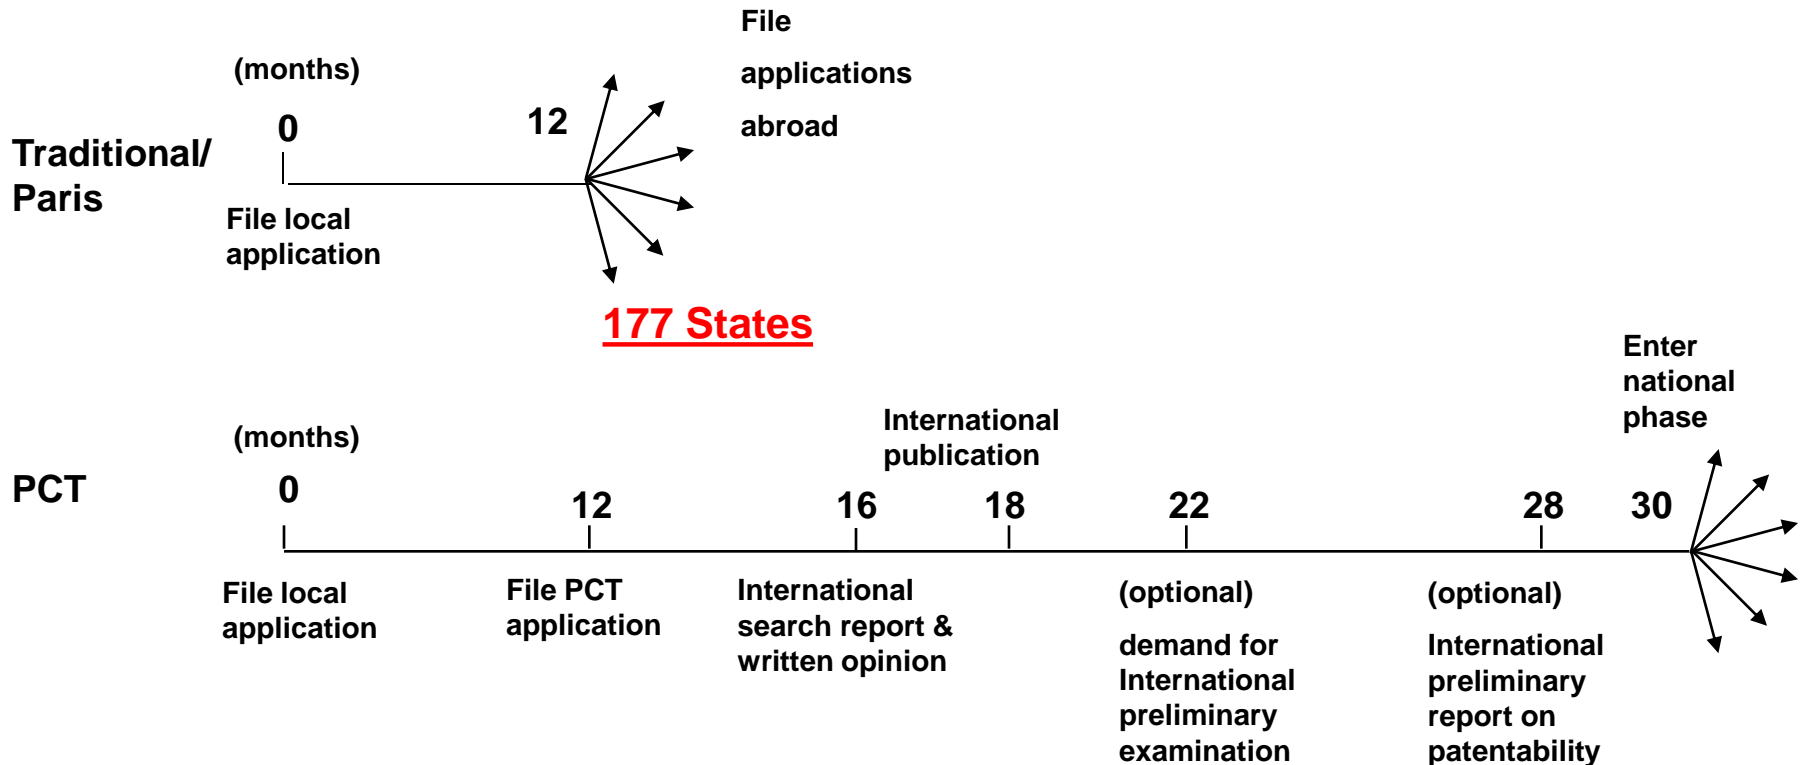 File
applications
abroad
(months)
0
12
Traditional/
Paris
File local
application
177 States
Enter
national
phase
International
publication
(months)
PCT
0
12
16
18
22
28
30
File local
application
File PCT
application
International
search report &
written opinion
(optional)
demand for
International
preliminary
examination
(optional)
International
preliminary
report on
patentability